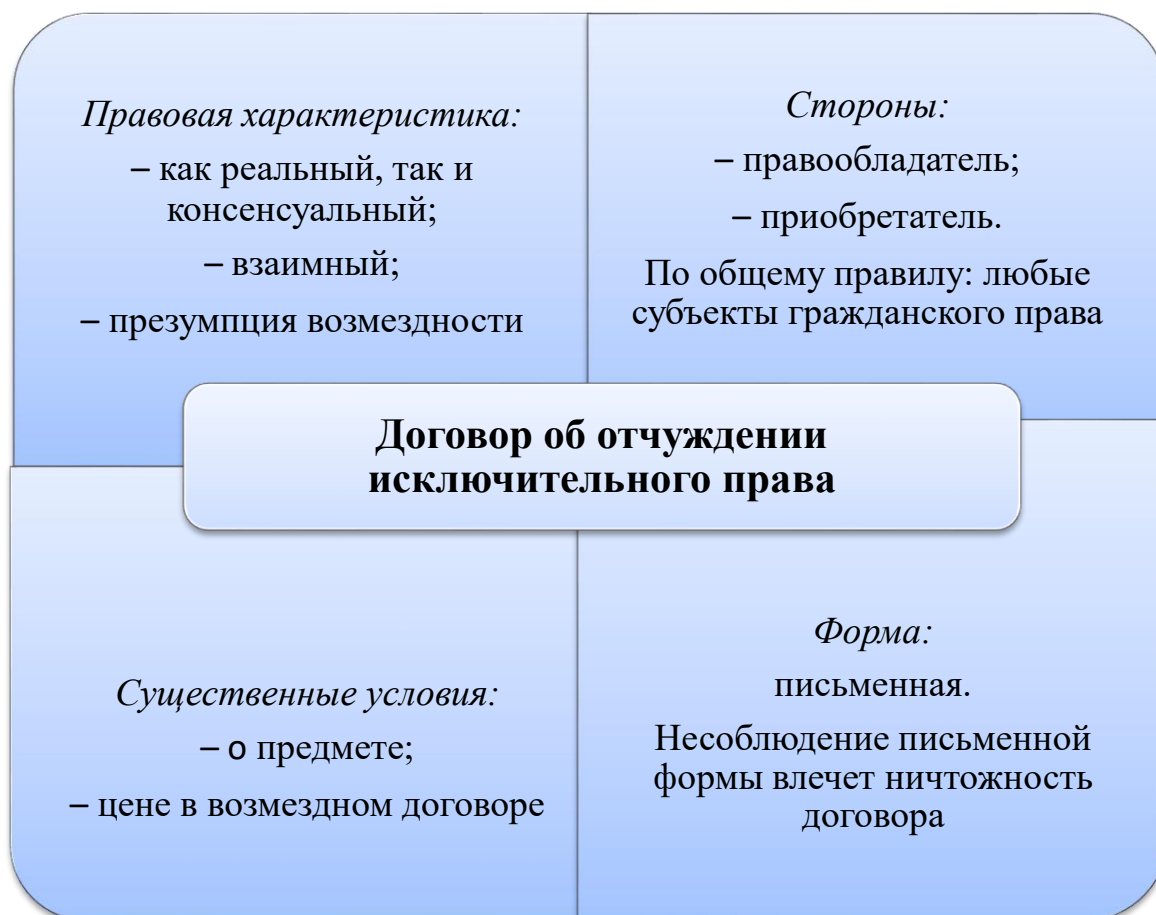 Правовая характеристика:
– как реальный, так и
консенсуальный;
– взаимный;
– презумпция возмездности
Стороны:
– правообладатель;
– приобретатель.
По общему правилу: любые
субъекты гражданского права
Договор об отчуждении
исключительного права
Существенные условия:
– о предмете;
– цене в возмездном договоре
Форма:
письменная.
Несоблюдение письменной
формы влечет ничтожность
договора